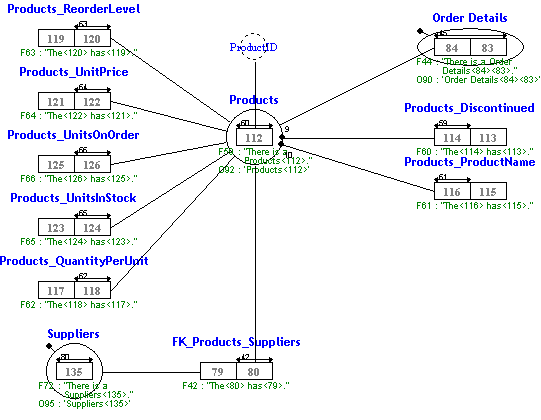 Products_ReorderLevel
63
119 120
F63 : "The<120> has<119>."
Products_UnitPrice
64
121 122
F64 : "The<122> has<121>."
Products_UnitsOnOrder
66
125 126
F66 : "The<126> has<125>."
Products_UnitsInStock
65
123 124
F65 : "The<124> has<123>."
Products_QuantityPerUnit
62
117 118
F62 : "The<118> has<117>."
ProductID
Products
60
112
"There is a
Products<112>."
O92 : 'Products<112>'
9
10
Order Details
84 83
F44 : "There is a Order
Details<84><83>."
O90 : 'Order Details<84><83>'
Products_Discontinued
59
114 113
F60 : "The<114> has<113>."
Products_ProductName
61
116 115
F61 : "The<116> has<115>."
Suppliers
80
135
F72 : "There is a
Suppliers<135>."
O95 : 'Suppliers<135>'
FK_Products_Suppliers
42
79 80
F42 : "The<80> has<79>."